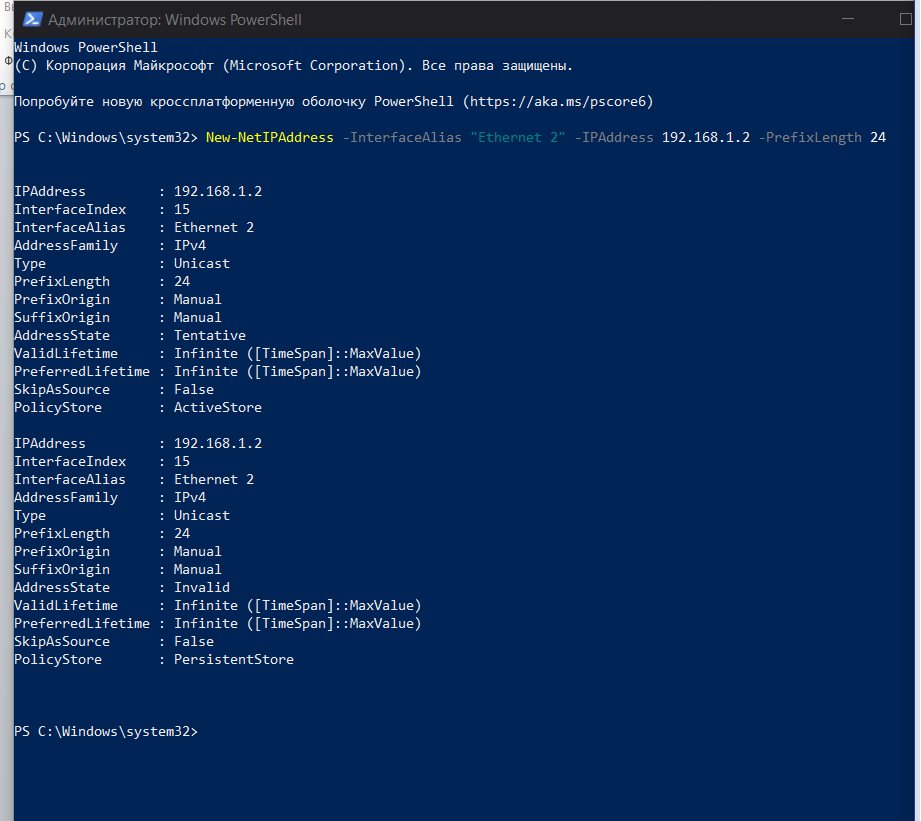 Администратор: Windows PowerShell
Windows PowerShell
(C) Корпорация Майкрософт (Microsoft Corporation). Все права защищены.
Попробуйте новую кроссплатформенную оболочку PowerShell (https://aka.ms/pscore6)
PS C:\Windows\system32> New-NetIPAddress -InterfaceAlias "Ethernet 2" -IPAddress 192.168.1.2 -PrefixLength 24
IPAddress         : 192.168.1.2
InterfaceIndex    : 15
InterfaceAlias    : Ethernet 2
AddressFamily     : IPv4
Type              : Unicast
PrefixLength      : 24
PrefixOrigin      : Manual
SuffixOrigin      : Manual
AddressState      : Tentative
ValidLifetime     : Infinite ([TimeSpan]::MaxValue)
PreferredLifetime : Infinite ([TimeSpan]::MaxValue)
SkipAsSource      : False
PolicyStore       : ActiveStore
IPAddress         : 192.168.1.2
InterfaceIndex    : 15
InterfaceAlias    : Ethernet 2
AddressFamily     : IPv4
Type              : Unicast
PrefixLength      : 24
PrefixOrigin      : Manual
SuffixOrigin      : Manual
AddressState      : Invalid
ValidLifetime     : Infinite ([TimeSpan]::MaxValue)
PreferredLifetime : Infinite ([TimeSpan]::MaxValue)
SkipAsSource      : False
PolicyStore       : PersistentStore
PS C:\Windows\system32>